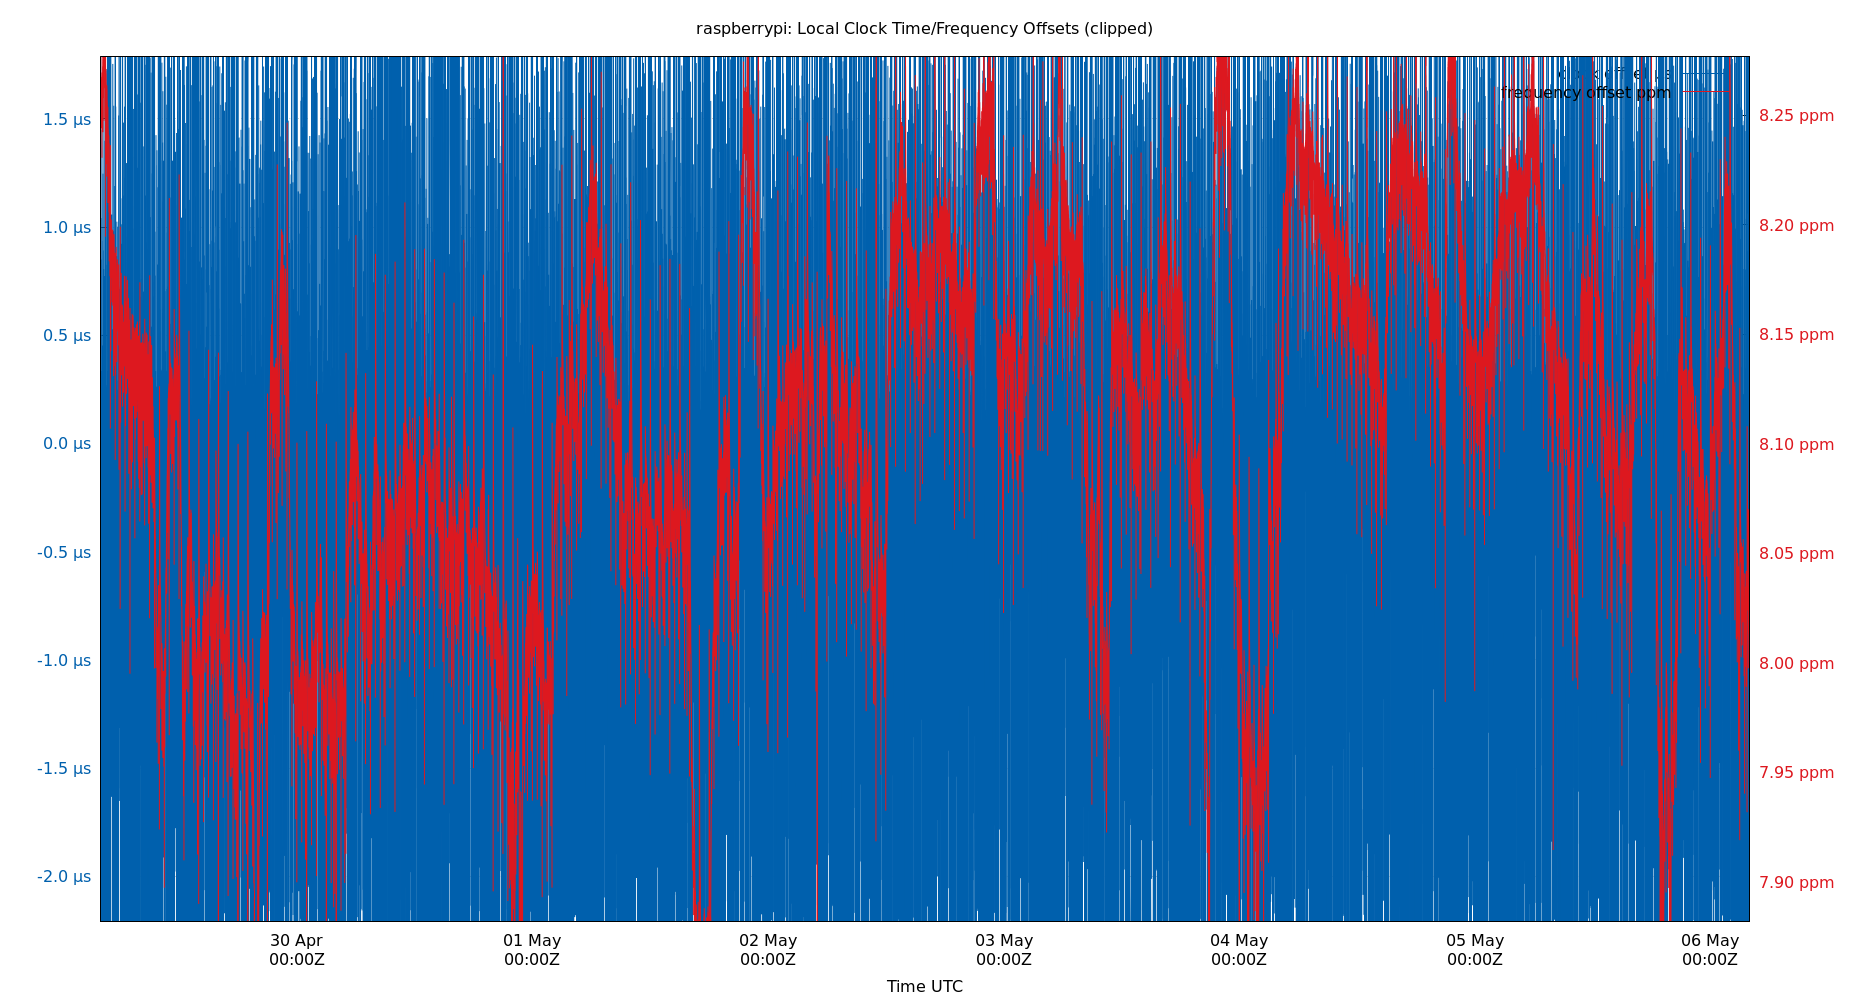 raspberrypi: Local Clock Time/Frequency Offsets (clipped)
clock offset µs
frequency offset ppm
1.5 µs
1.0 µs
0.5 µs
0.0 µs
-0.5 µs
-1.0 µs
-1.5 µs
-2.0 µs
8.25 ppm
8.20 ppm
8.15 ppm
8.10 ppm
8.05 ppm
8.00 ppm
7.95 ppm
7.90 ppm
30 Apr
00:00Z
01 May
00:00Z
02 May
00:00Z
03 May
00:00Z
04 May
00:00Z
05 May
00:00Z
06 May
00:00Z
Time UTC